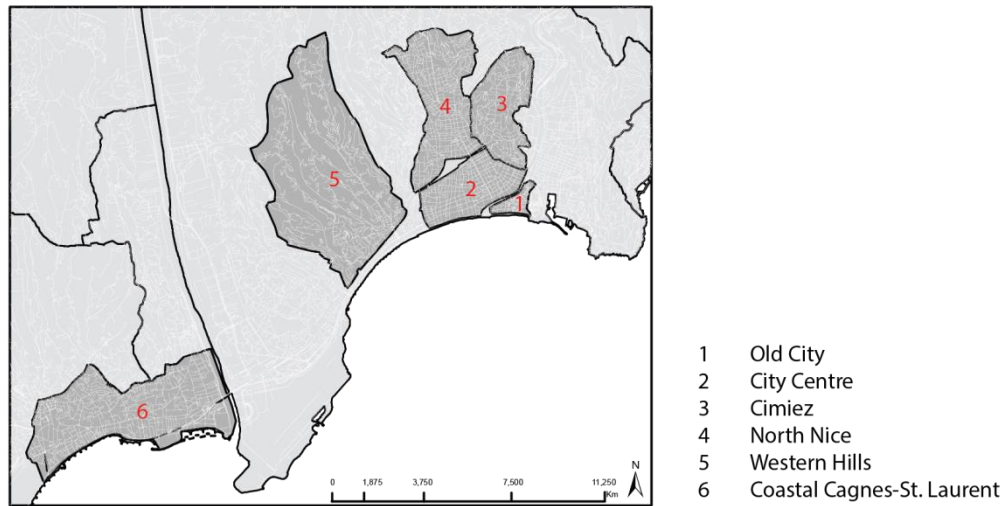 4
3
5
2
1
6
N
0 1,875 3,750 7,500 11,250
Km
1 Old City
2 City Centre
3 Cimiez
4 North Nice
5 Western Hills
6 Coastal Cagnes-St. Laurent